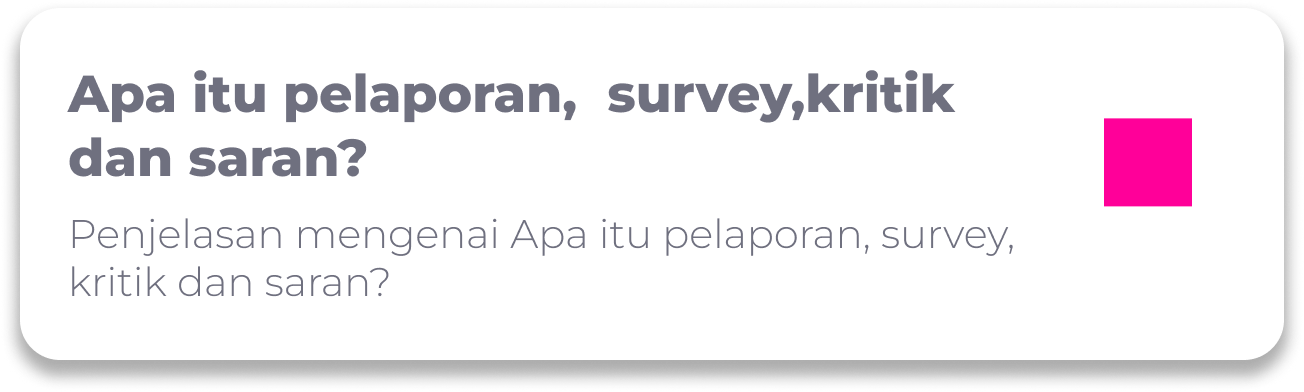 Apa itu pelaporan,  survey,kritik
dan saran?
Penjelasan mengenai Apa itu pelaporan, survey,
kritik dan saran?